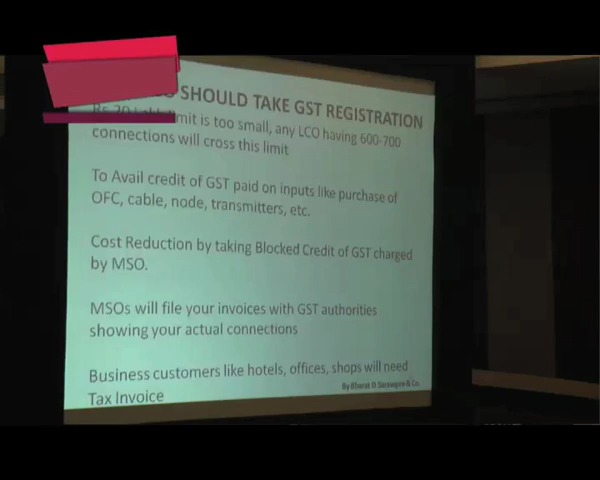 SHOULD TAKE GST REGISTRATION
limit is too small, any LCO having 600-700
connections will cross this limit
To Avail credit of GST paid on inputs like purchase of
OFC, cable, node, transmitters, etc.
Cost Reduction by taking Blocked Credit of GST charged
by MSO.
MSOs will file your invoices with GST authorities
showing your actual connections
Business customers like hotels, offices, shops will need
Tax Invoice
By Bharat D & Co.